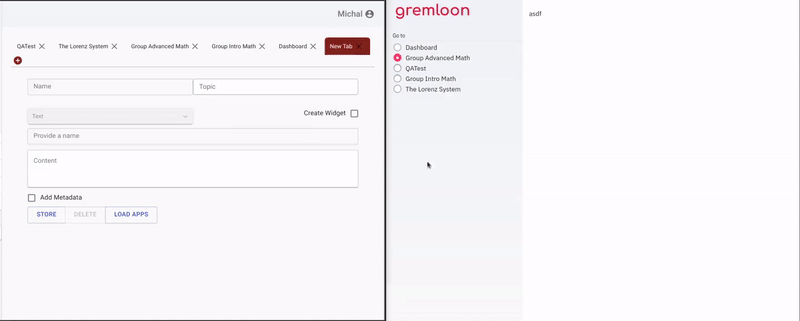 Michal
QATest
The Lorenz System
Group Advanced Math
Group Intro Math
Dashboard
New Tab
Name
Topic
Text
Create Widget
Provide a name
Content
Add Metadata
STORE
DELETE
LOAD APPS
gremloon
Go to
Dashboard
Group Advanced Math
QATest
Group Intro Math
The Lorenz System
asdf